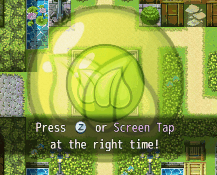 Press Z or Screen Tap
at the right time!